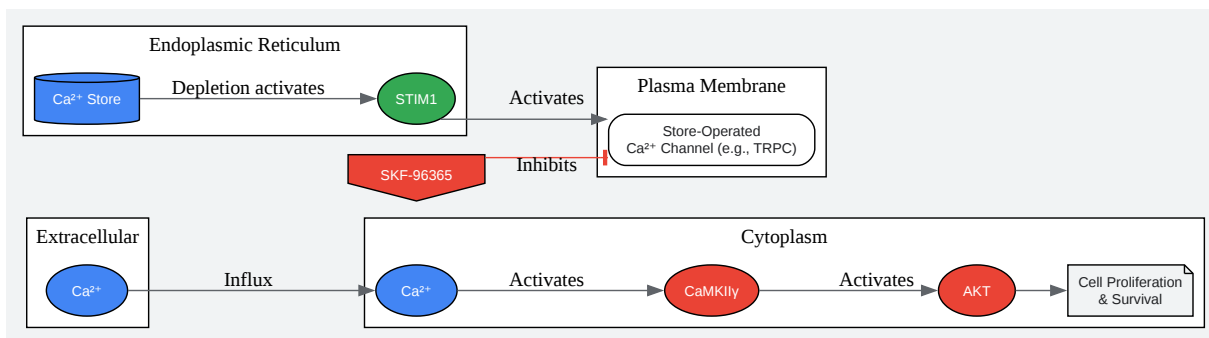 Endoplasmic Reticulum
Ca²⁺ Store
Depletion activates
STIM1
Activates
Plasma Membrane
Store-Operated
Ca²⁺ Channel (e.g., TRPC)
SKF-96365
Inhibits
Extracellular
Ca²⁺
Influx
Cytoplasm
Ca²⁺
Activates
CaMKIIγ
Activates
AKT
Cell Proliferation
& Survival